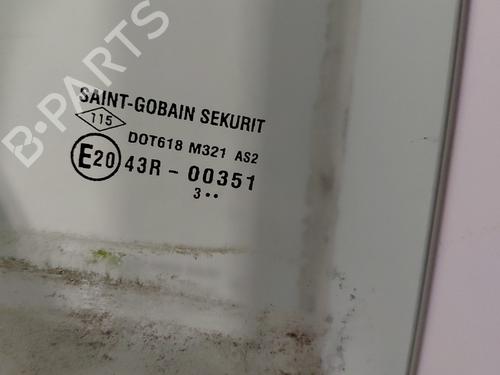 B-PARTS
SAINT-GOBAIN SEKURIT
115
DOT618 M321 AS2
E20 43R - 00351
3••